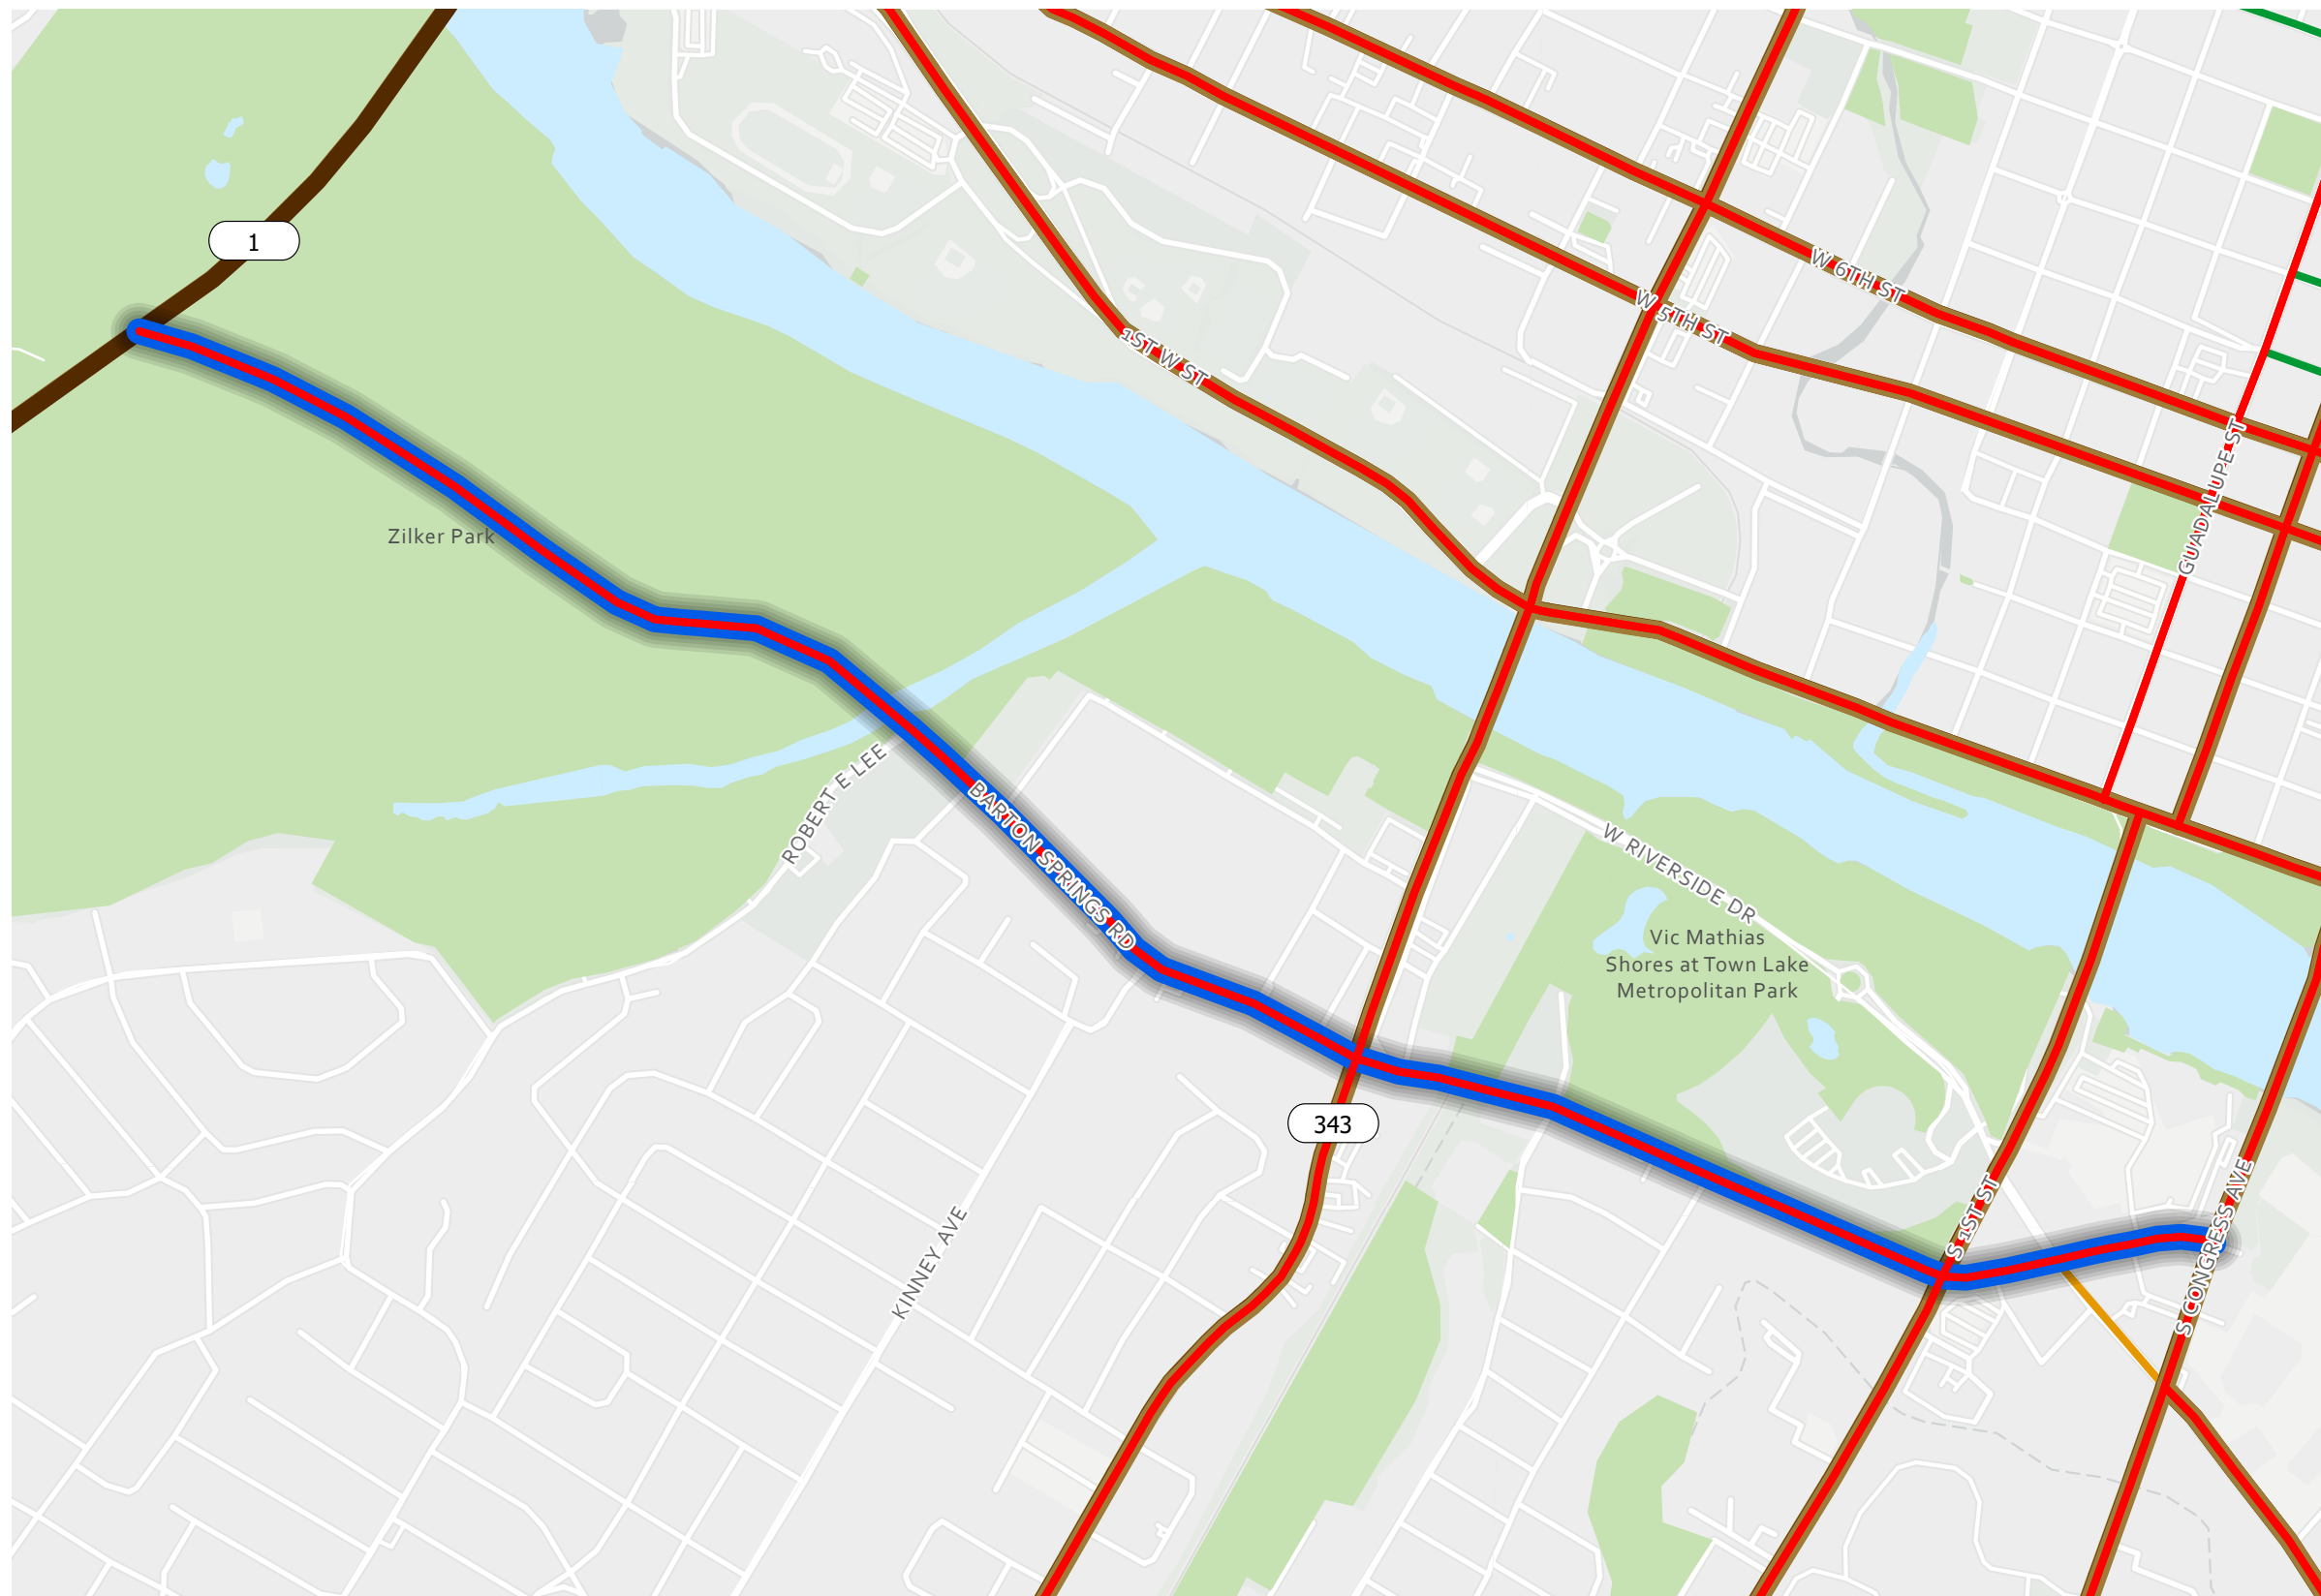 1
W 6TH ST
W 5TH ST
1ST W ST
GUADALUPE ST
Zilker Park
ROBERT E LEE
BARTON SPRINGS RD
W RIVERSIDE DR
Vic Mathias
Shores at Town Lake
Metropolitan Park
343
S 1ST ST
S CONGRESS AVE
KINNEY AVE